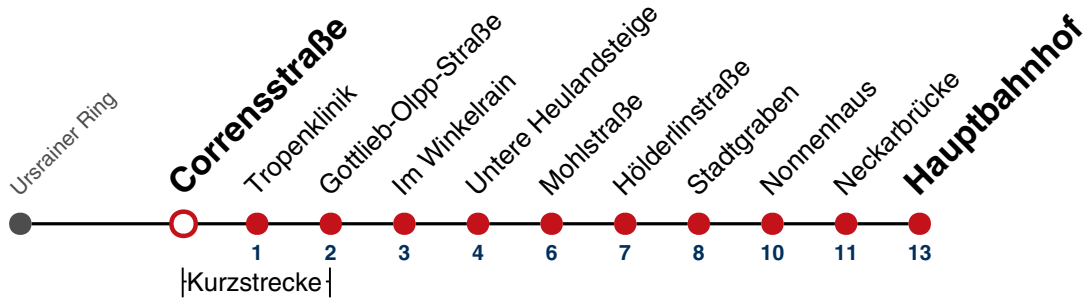 Ursrainer Ring
Corrensstraße
Tropenklinik
Gottlieb-Olpp-Straße
Im Winkelrain
Untere Heulandsteige
Mohlstraße
Hölderlinstraße
Stadtgraben
Nonnenhaus
Neckarbrücke
Hauptbahnhof
1 2 3 4 6 7 8 10 11 13
Kurzstrecke